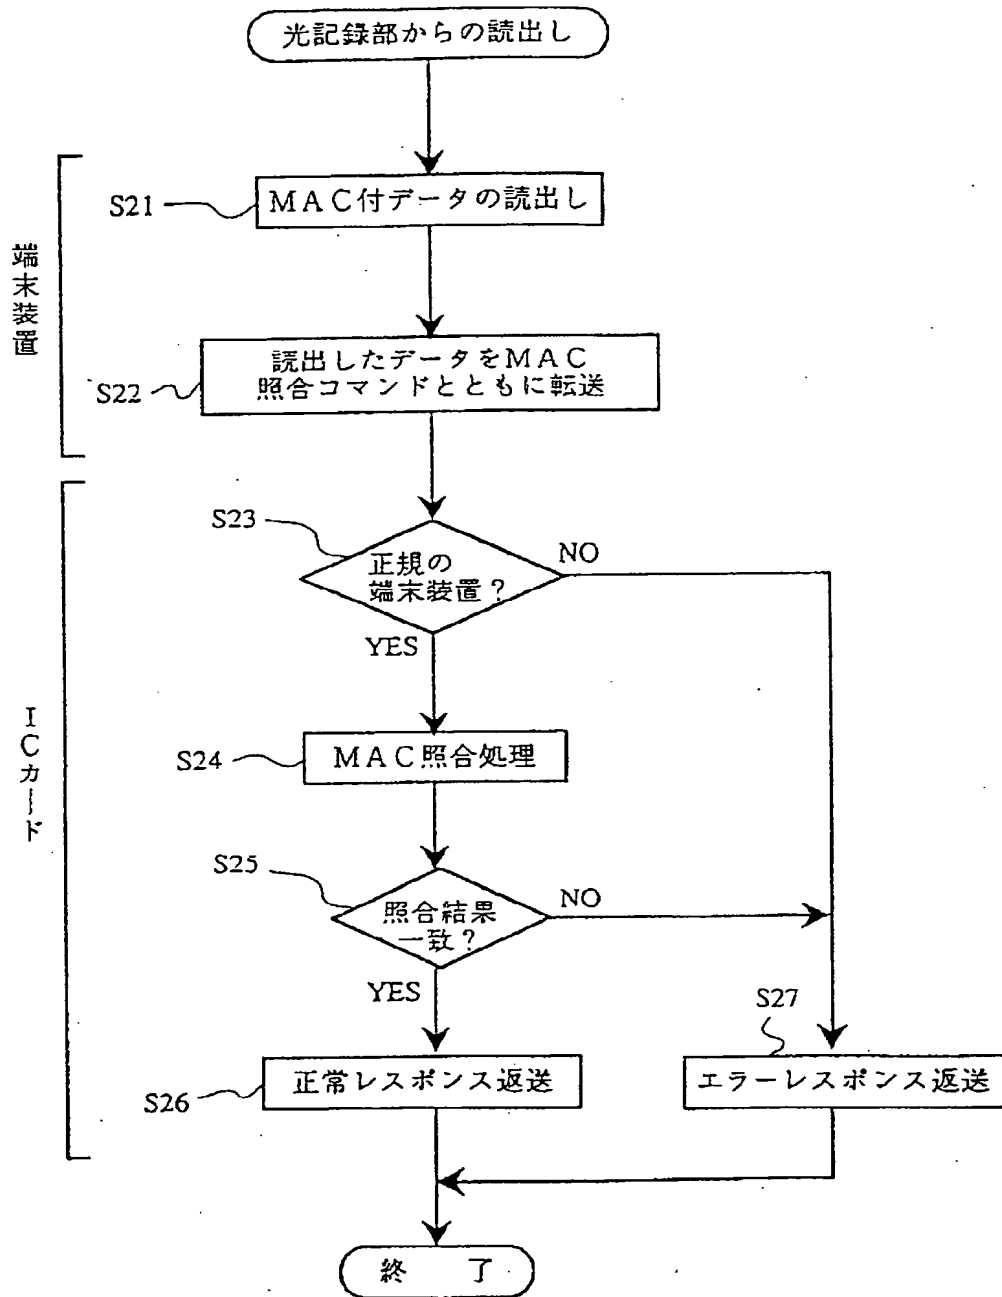 光記録部からの読出し
S21
MAC付データの読出し
端末装置
S22
読出したデータをMAC
照合コマンドとともに転送
S23
正規の
端末装置?
NO
YES
ICカード
S24
MAC照合処理
S25
照合結果
一致?
NO
YES
S27
S26
正常レスポンス返送
エラーレスポンス返送
終 了